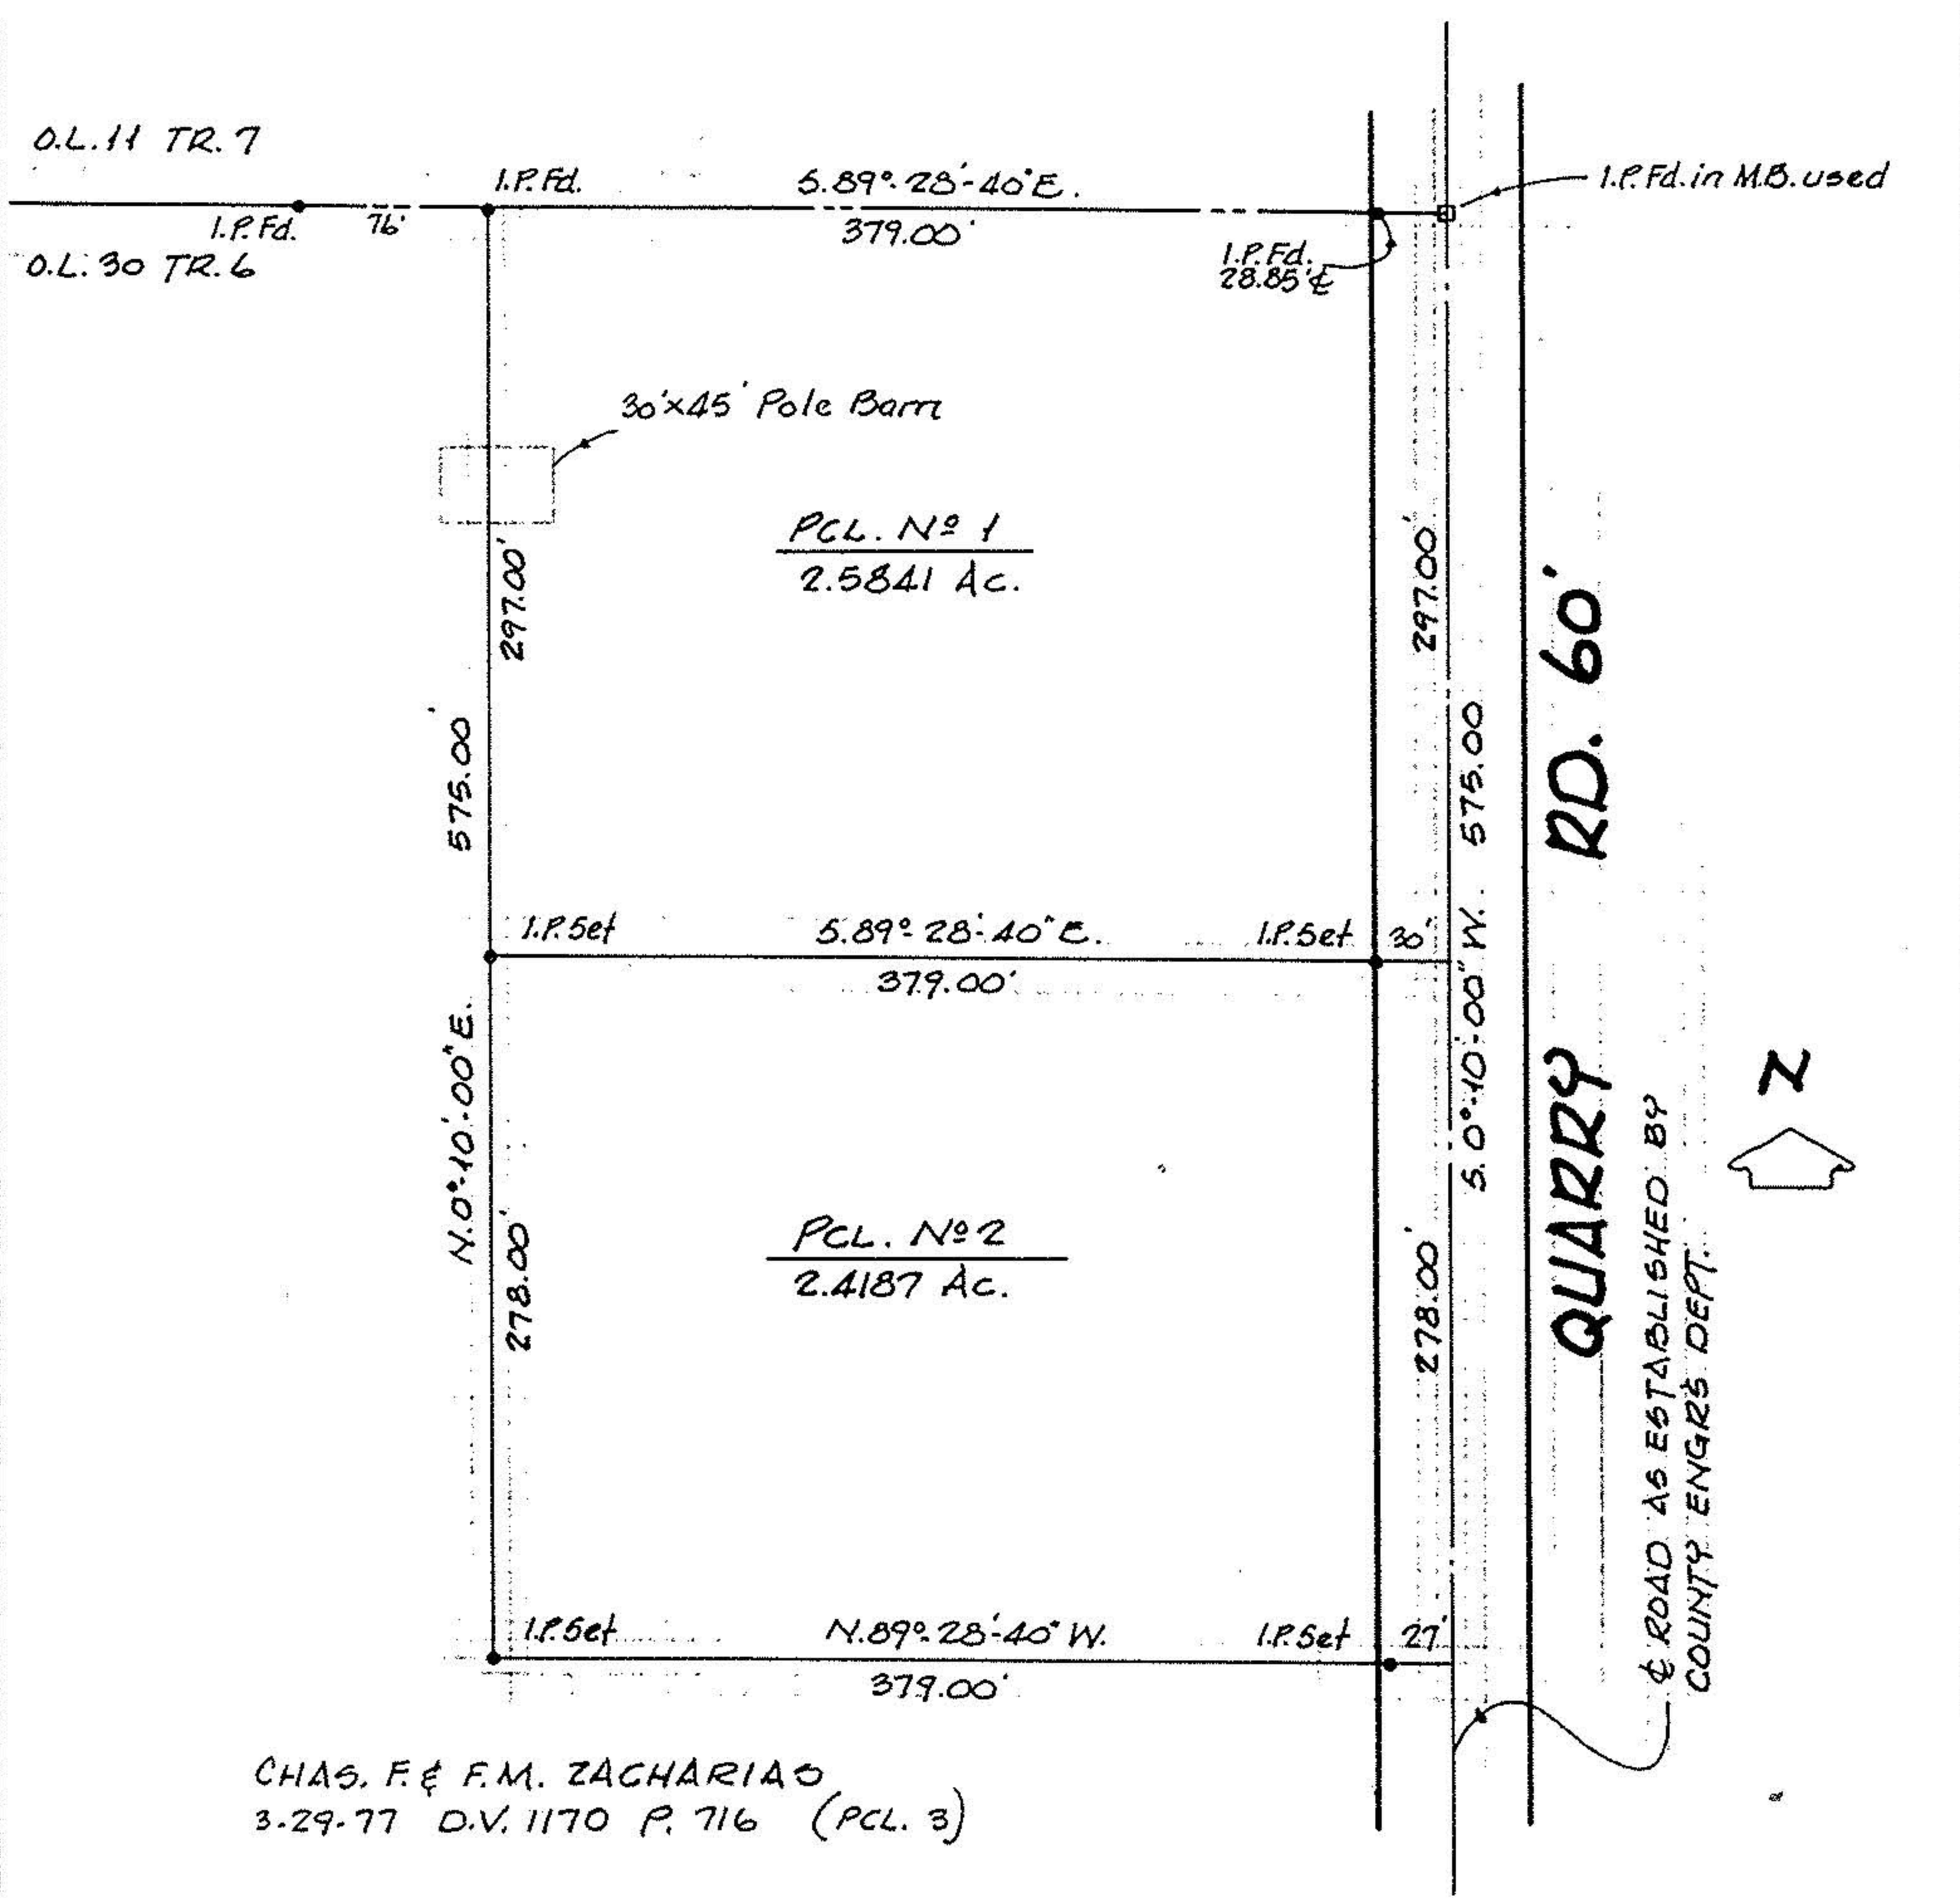 O.L. 11 TR. 7
I.P. Fd.
S. 89°-28'-40" E.
I.P. Fd. in M.B. used
I.P. Fd.
76'
379.00'
O.L. 30 TR. 6
I.P. Fd.
28.85' ℄
30'x45' Pole Barn
PCL. Nº 1
2.5841 Ac.
297.00'
297.00'
575.00'
S. 0°-10'-00" W. 575.00
QUARRY RD. 60'
I.P. Set
S. 89°-28'-40" E.
I.P. Set
30'
379.00'
N. 0°-10'-00" E.
Z
PCL. Nº 2
2.4187 Ac.
278.00'
278.00'
℄ ROAD AS ESTABLISHED BY
COUNTY ENGRS DEPT.
I.P. Set
N. 89°-28'-40" W.
I.P. Set
27'
379.00'
CHAS. F. & F.M. ZACHARIAS
3-29-77 D.V. 1170 P. 716 (PCL. 3)